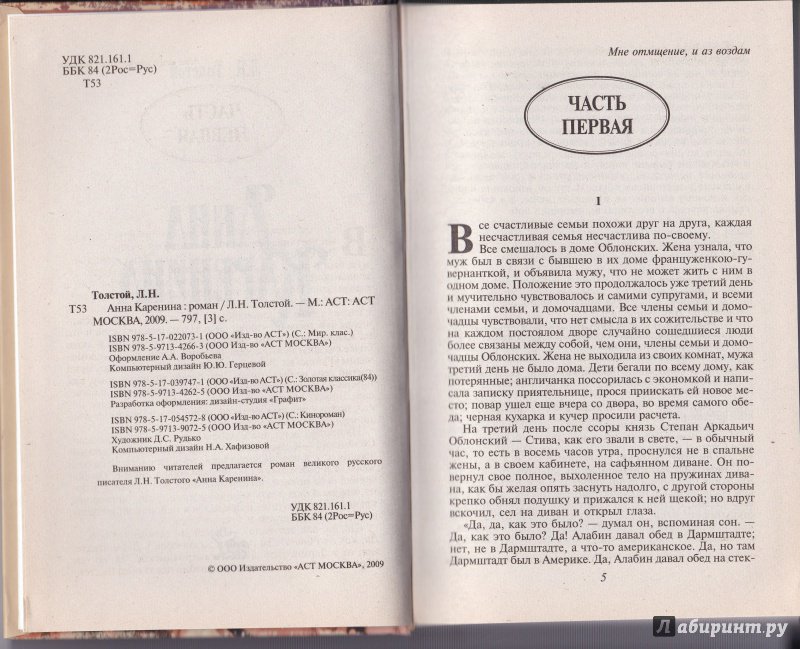 УДК 821.161.1
ББК 84 (2Рос=Рус)
Т53
Толстой, Л.Н.
Т53 Анна Каренина : роман / Л.Н. Толстой. — М.: АСТ: АСТ
МОСКВА, 2009. — 797, [3] с.
ISBN 978-5-17-022073-1 (ООО «Изд-во АСТ») (С.: Мир. клас.)
ISBN 978-5-9713-4266-3 (ООО Изд-во «АСТ МОСКВА»)
Оформление А.А. Воробьева
Компьютерный дизайн Ю.Ю. Герцевой
ISBN 978-5-17-039747-1 (ООО «Изд-во АСТ») (С.: Золотая классика(84))
ISBN 978-5-9713-4262-5 (ООО Изд-во «АСТ МОСКВА»)
Разработка оформления: дизайн-студия «Графит»
ISBN 978-5-17-054572-8 (ООО «Изд-во АСТ») (С.: Кинороман)
ISBN 978-5-9713-9072-5 (ООО Изд-во «АСТ МОСКВА»)
Художник Д.С. Рудько
Компьютерный дизайн Н.А. Хафизовой
Вниманию читателей предлагается роман великого русского
писателя Л.Н. Толстого «Анна Каренина».
УДК 821.161.1
ББК 84 (2Рос=Рус)
© ООО Издательство «АСТ МОСКВА», 2009
Мне отмщение, и аз воздам
ЧАСТЬ
ПЕРВАЯ
I
Все счастливые семьи похожи друг на друга, каждая
несчастливая семья несчастлива по-своему.
Все смешалось в доме Облонских. Жена узнала, что
муж был в связи с бывшею в их доме француженкою-гу-
вернанткой, и объявила мужу, что не может жить с ним в
одном доме. Положение это продолжалось уже третий день
и мучительно чувствовалось и самими супругами, и всеми
членами семьи, и домочадцами. Все члены семьи и домо-
чадцы чувствовали, что нет смысла в их сожительстве и что
на каждом постоялом дворе случайно сошедшиеся люди
более связаны между собой, чем они, члены семьи и домо-
чадцы Облонских. Жена не выходила из своих комнат, мужа
третий день не было дома. Дети бегали по всему дому, как
потерянные; англичанка поссорилась с экономкой и напи-
сала записку приятельнице, прося приискать ей новое ме-
сто; повар ушел еще вчера со двора, во время самого обе-
да; черная кухарка и кучер просили расчета.
На третий день после ссоры князь Степан Аркадьич
Облонский — Стива, как его звали в свете, — в обычный
час, то есть в восемь часов утра, проснулся не в спальне
жены, а в своем кабинете, на сафьянном диване. Он по-
вернул свое полное, выхоленное тело на пружинах дива-
на, как бы желая опять заснуть надолго, с другой стороны
крепко обнял подушку и прижался к ней щекой; но вдруг
вскочил, сел на диван и открыл глаза.
«Да, да, как это было? — думал он, вспоминая сон. —
Да, как это было? Да! Алабин давал обед в Дармштадте;
нет, не в Дармштадте, а что-то американское. Да, но там
Дармштадт был в Америке. Да, Алабин давал обед на стек-
5
Лабиринт.ру